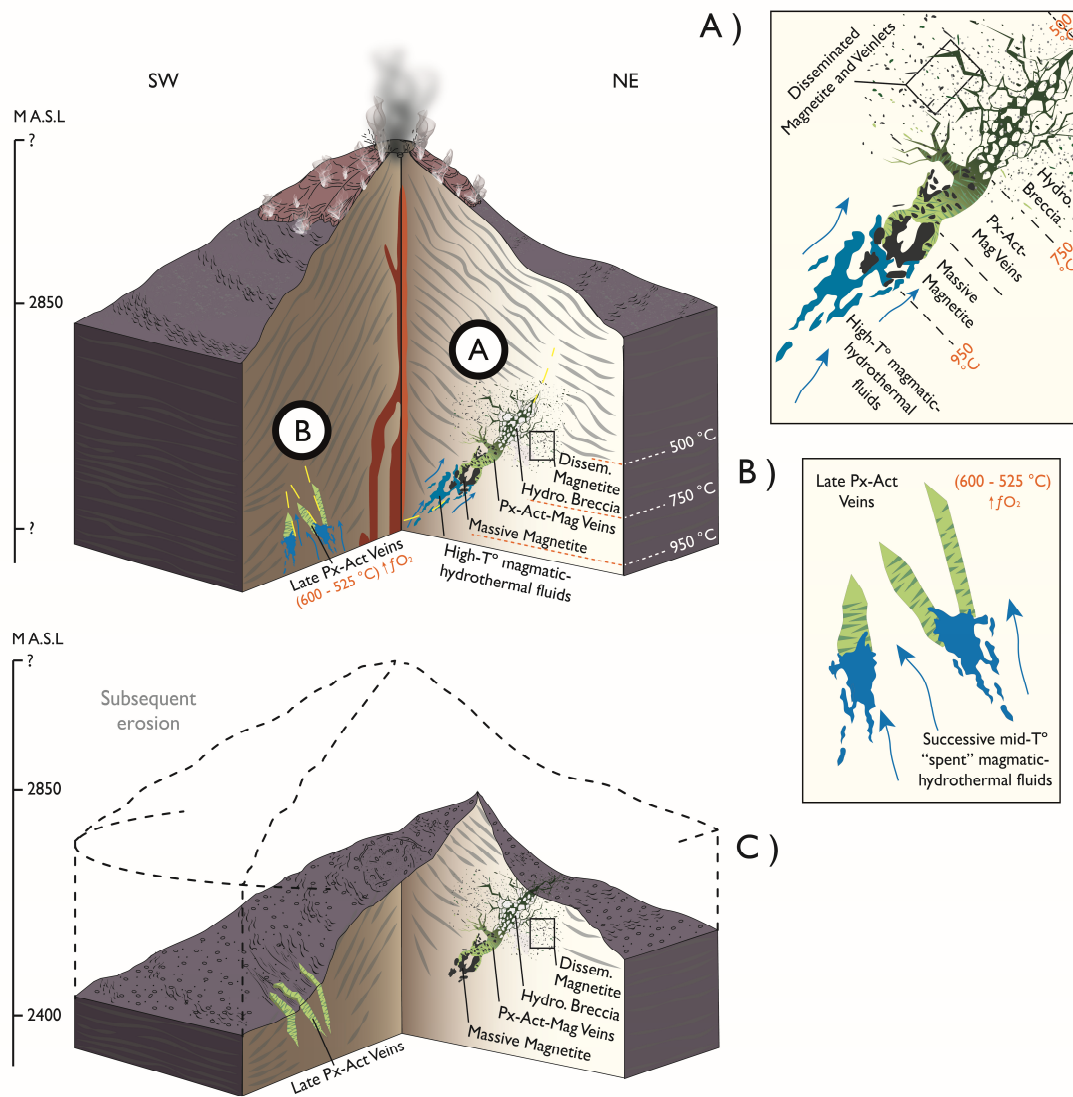 A )
SW
NE
M A.S.L
?
2850
?
A
B
500 °C
750 °C
950 °C
Dissem.
Magnetite
Hydro. Breccia
Px-Act-Mag Veins
Massive Magnetite
High-T° magmatic-
hydrothermal fluids
Late Px-Act Veins
(600 - 525 °C) ↑ƒO₂
Disseminated
Magnetite and Veinlets
500
°C
Hydro.
Breccia
750
°C
Px-Act-
Mag Veins
Massive
Magnetite
950
°C
High-T° magmatic-
hydrothermal
fluids
B )
Late Px-Act
Veins
(600 - 525 °C)
↑ƒO₂
Successive mid-T°
“spent” magmatic-
hydrothermal fluids
C )
M A.S.L
?
2850
2400
Subsequent
erosion
Dissem.
Magnetite
Hydro. Breccia
Px-Act-Mag Veins
Massive Magnetite
Late Px-Act Veins